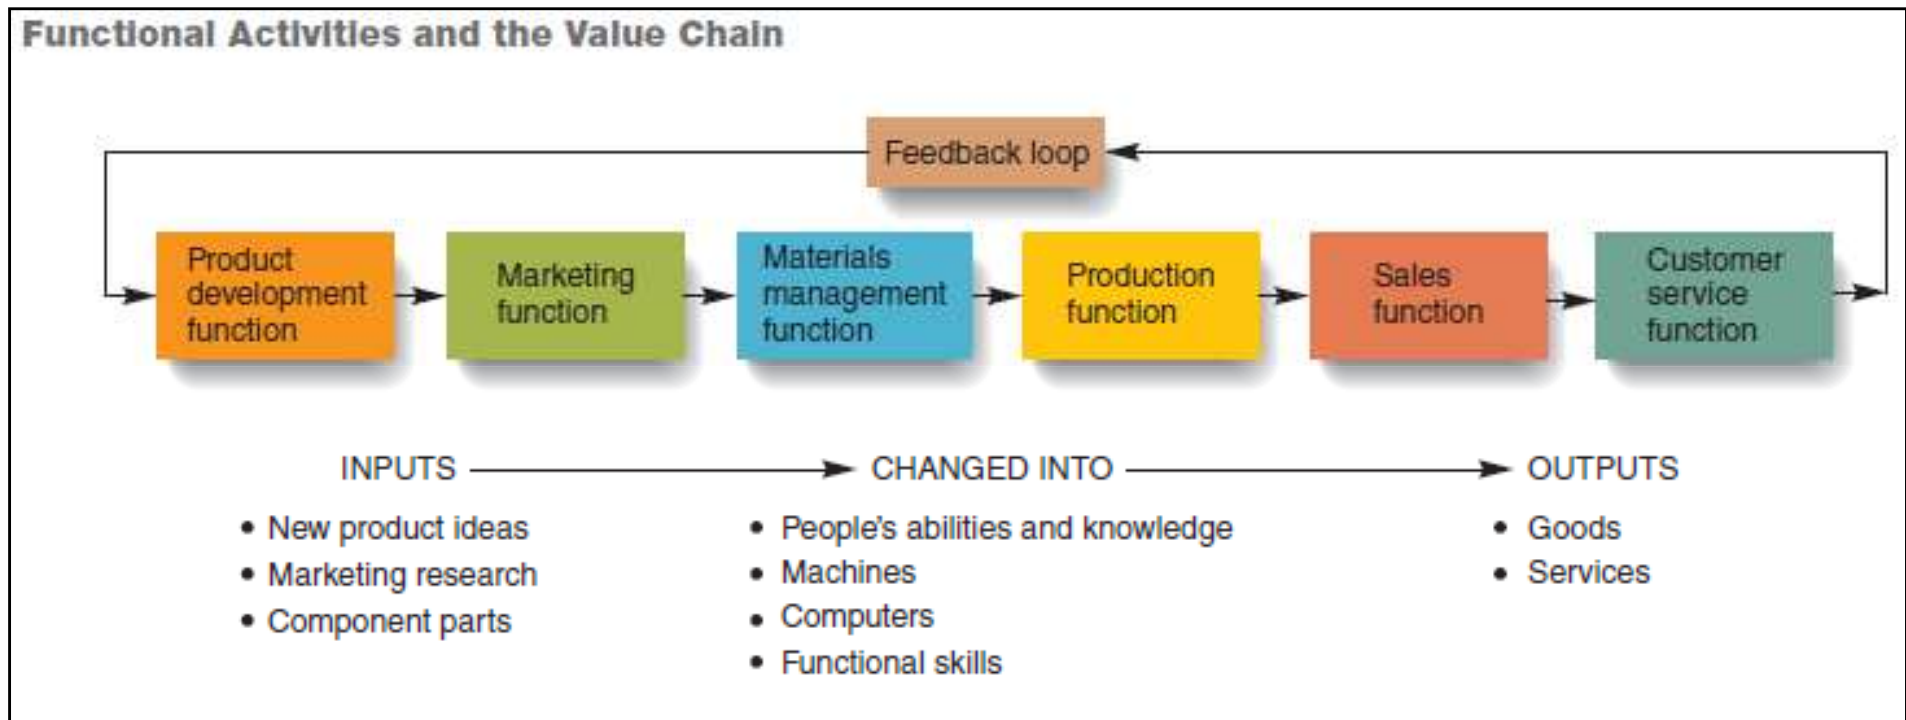 Functional Activities and the Value Chain
Feedback loop
Product
development
function
Marketing
function
Materials
management
function
Production
function
Sales
function
Customer
service
function
INPUTS
• New product ideas
• Marketing research
• Component parts
CHANGED INTO
• People's abilities and knowledge
• Machines
• Computers
• Functional skills
OUTPUTS
• Goods
• Services